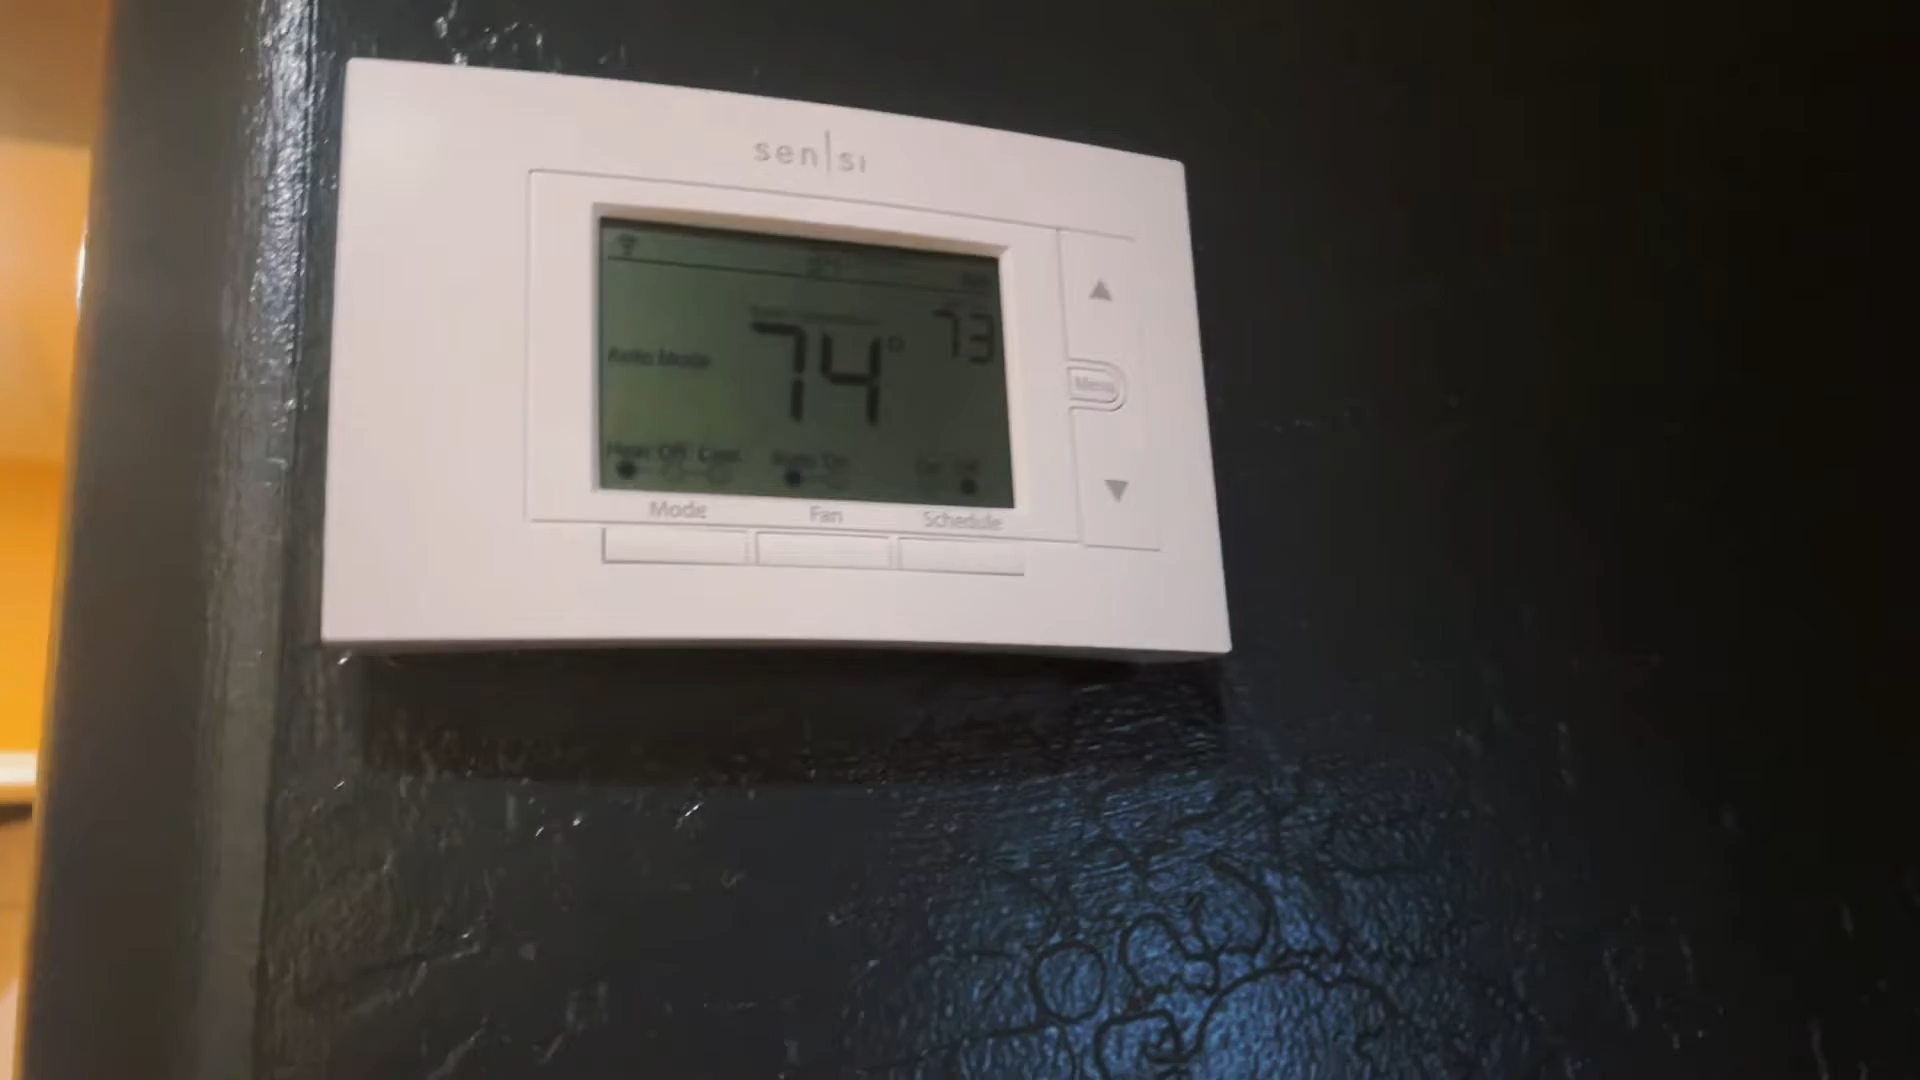 sen|si
73
74°
Auto Mode
Heat Off Cool Auto On
Mode Fan Schedule
Menu